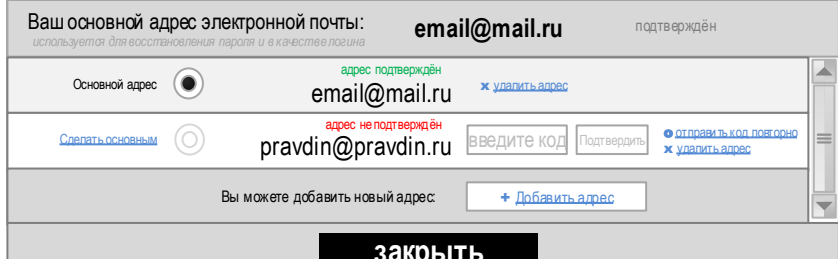 Ваш основной адрес электронной почты: email@mail.ru подтверждён
используется для восстановления пароля и в качестве логина
адрес подтверждён
Основной адрес email@mail.ru x удалить адрес
адрес не подтверждён
Сделать основным pravdin@pravdin.ru введите код Подтвердить отправить код повторно
x удалить адрес
Вы можете добавить новый адрес: + Добавить адрес
закрыть